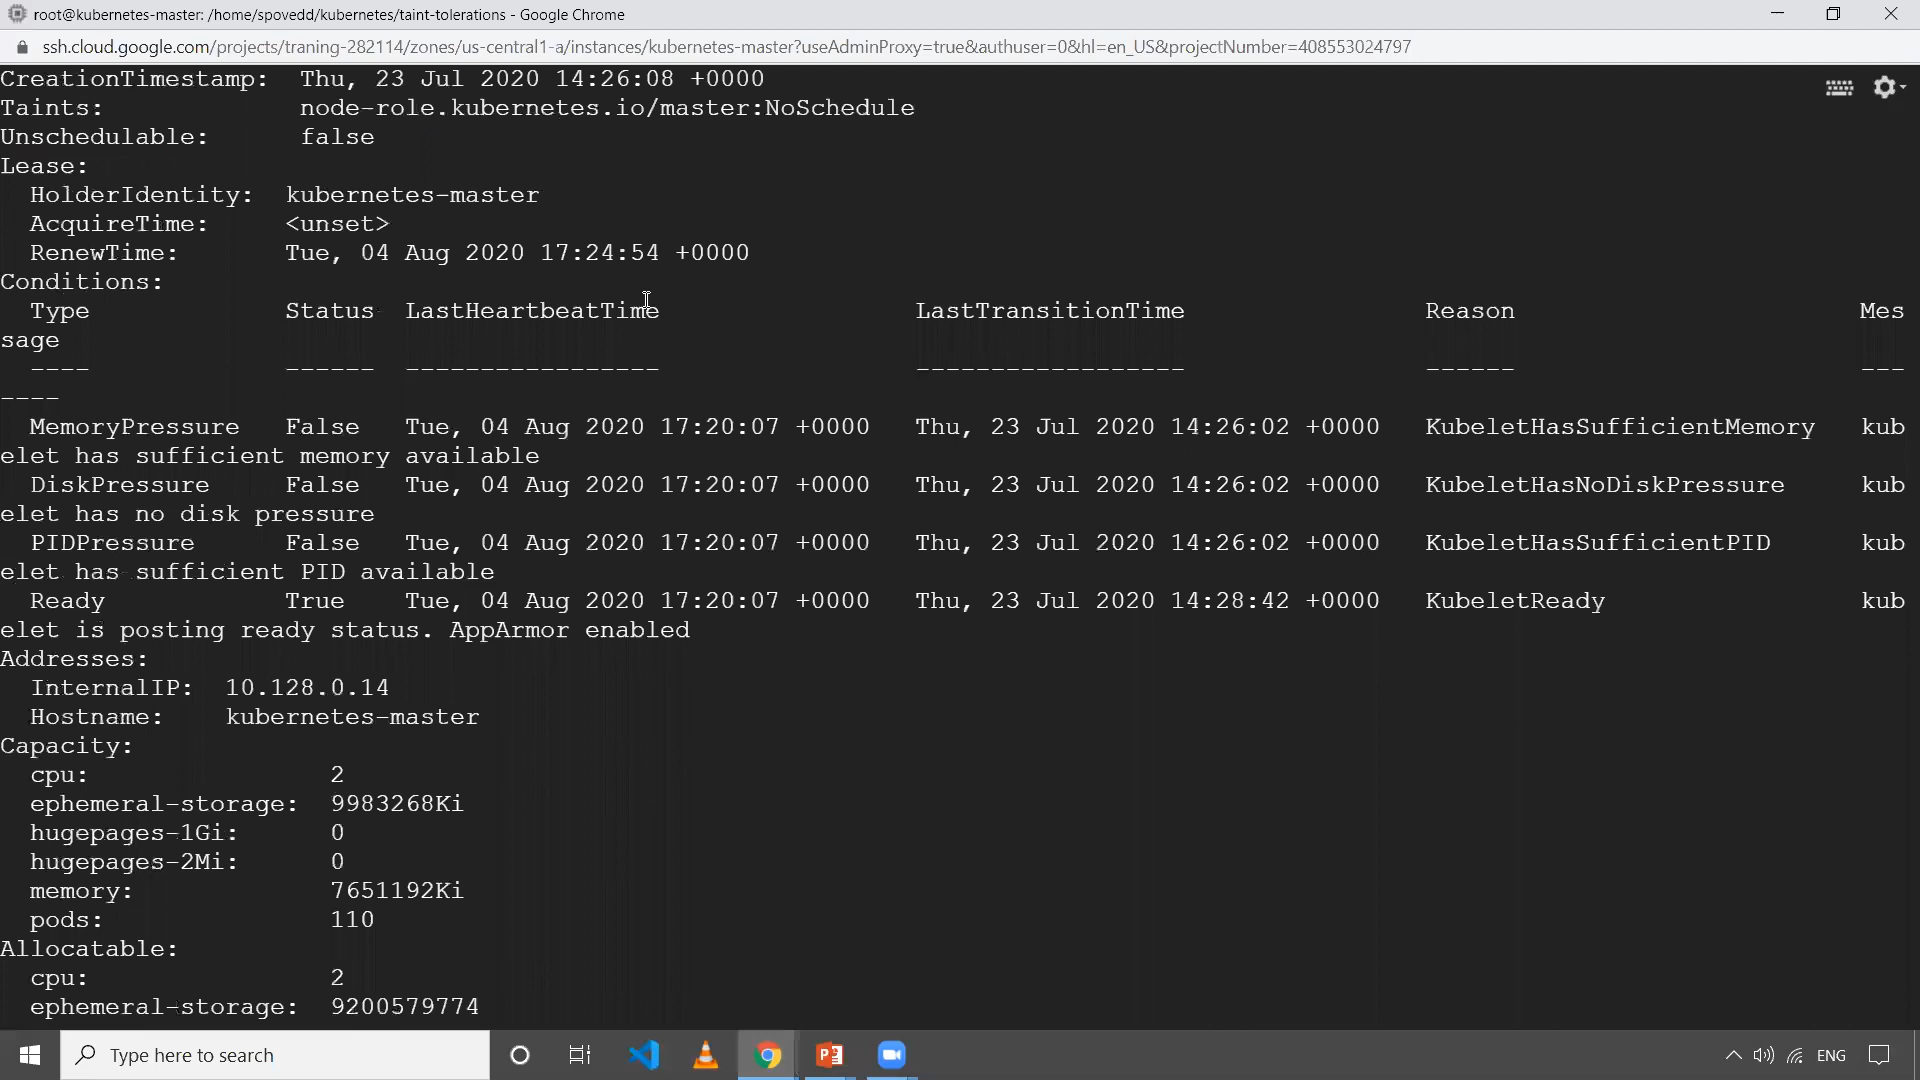 root@kubernetes-master: /home/spovedd/kubernetes/taint-tolerations - Google Chrome
ssh.cloud.google.com/projects/traning-282114/zones/us-central1-a/instances/kubernetes-master?useAdminProxy=true&authuser=0&hl=en_US&projectNumber=408553024797
CreationTimestamp:  Thu, 23 Jul 2020 14:26:08 +0000
Taints:             node-role.kubernetes.io/master:NoSchedule
Unschedulable:      false
Lease:
  HolderIdentity:  kubernetes-master
  AcquireTime:     <unset>
  RenewTime:       Tue, 04 Aug 2020 17:24:54 +0000
Conditions:
  Type             Status  LastHeartbeatTime                 LastTransitionTime                Reason                       Mes
sage
  ----             ------  -----------------                 ------------------                ------                       ---
----
  MemoryPressure   False   Tue, 04 Aug 2020 17:20:07 +0000   Thu, 23 Jul 2020 14:26:02 +0000   KubeletHasSufficientMemory   kub
elet has sufficient memory available
  DiskPressure     False   Tue, 04 Aug 2020 17:20:07 +0000   Thu, 23 Jul 2020 14:26:02 +0000   KubeletHasNoDiskPressure     kub
elet has no disk pressure
  PIDPressure      False   Tue, 04 Aug 2020 17:20:07 +0000   Thu, 23 Jul 2020 14:26:02 +0000   KubeletHasSufficientPID      kub
elet has sufficient PID available
  Ready            True    Tue, 04 Aug 2020 17:20:07 +0000   Thu, 23 Jul 2020 14:28:42 +0000   KubeletReady                 kub
elet is posting ready status. AppArmor enabled
Addresses:
  InternalIP:  10.128.0.14
  Hostname:    kubernetes-master
Capacity:
  cpu:                2
  ephemeral-storage:  9983268Ki
  hugepages-1Gi:      0
  hugepages-2Mi:      0
  memory:             7651192Ki
  pods:               110
Allocatable:
  cpu:                2
  ephemeral-storage:  9200579774
Type here to search
ENG